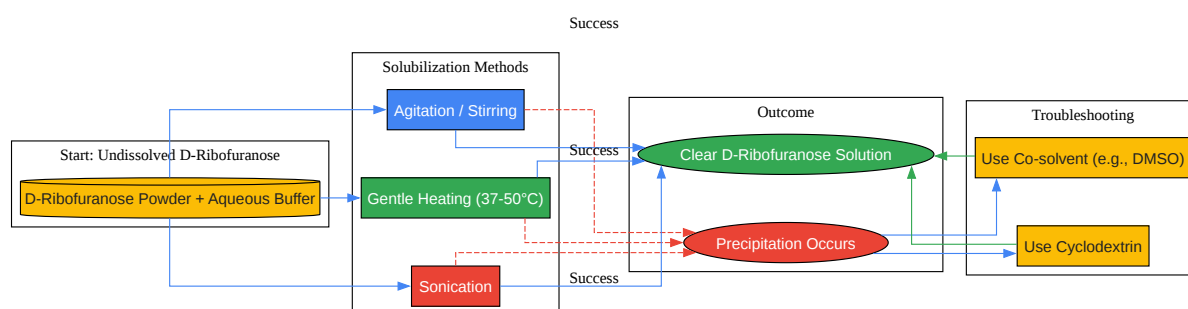 Success
Solubilization Methods
Agitation / Stirring
Outcome
Troubleshooting
Start: Undissolved D-Ribofuranose
Success
Clear D-Ribofuranose Solution
Use Co-solvent (e.g., DMSO)
D-Ribofuranose Powder + Aqueous Buffer
Gentle Heating (37-50°C)
Precipitation Occurs
Use Cyclodextrin
Sonication
Success